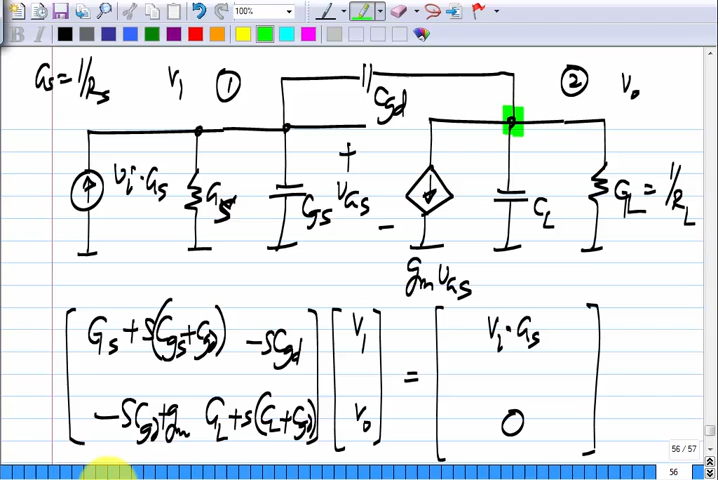 100%
B I
Gs = 1/Rs V1 ① ② Vo
Cgd
vi·Gs Gs Cgs + VGS - CL GL = 1/RL
gm VGS
[ Gs + s(Cgs + Cgd) -sCgd ] [ V1 ] = [ Vi·Gs ]
[ -sCgd + gm GL + s(CL + Cgd) ] [ Vo ] [ 0 ]
56 / 57
56